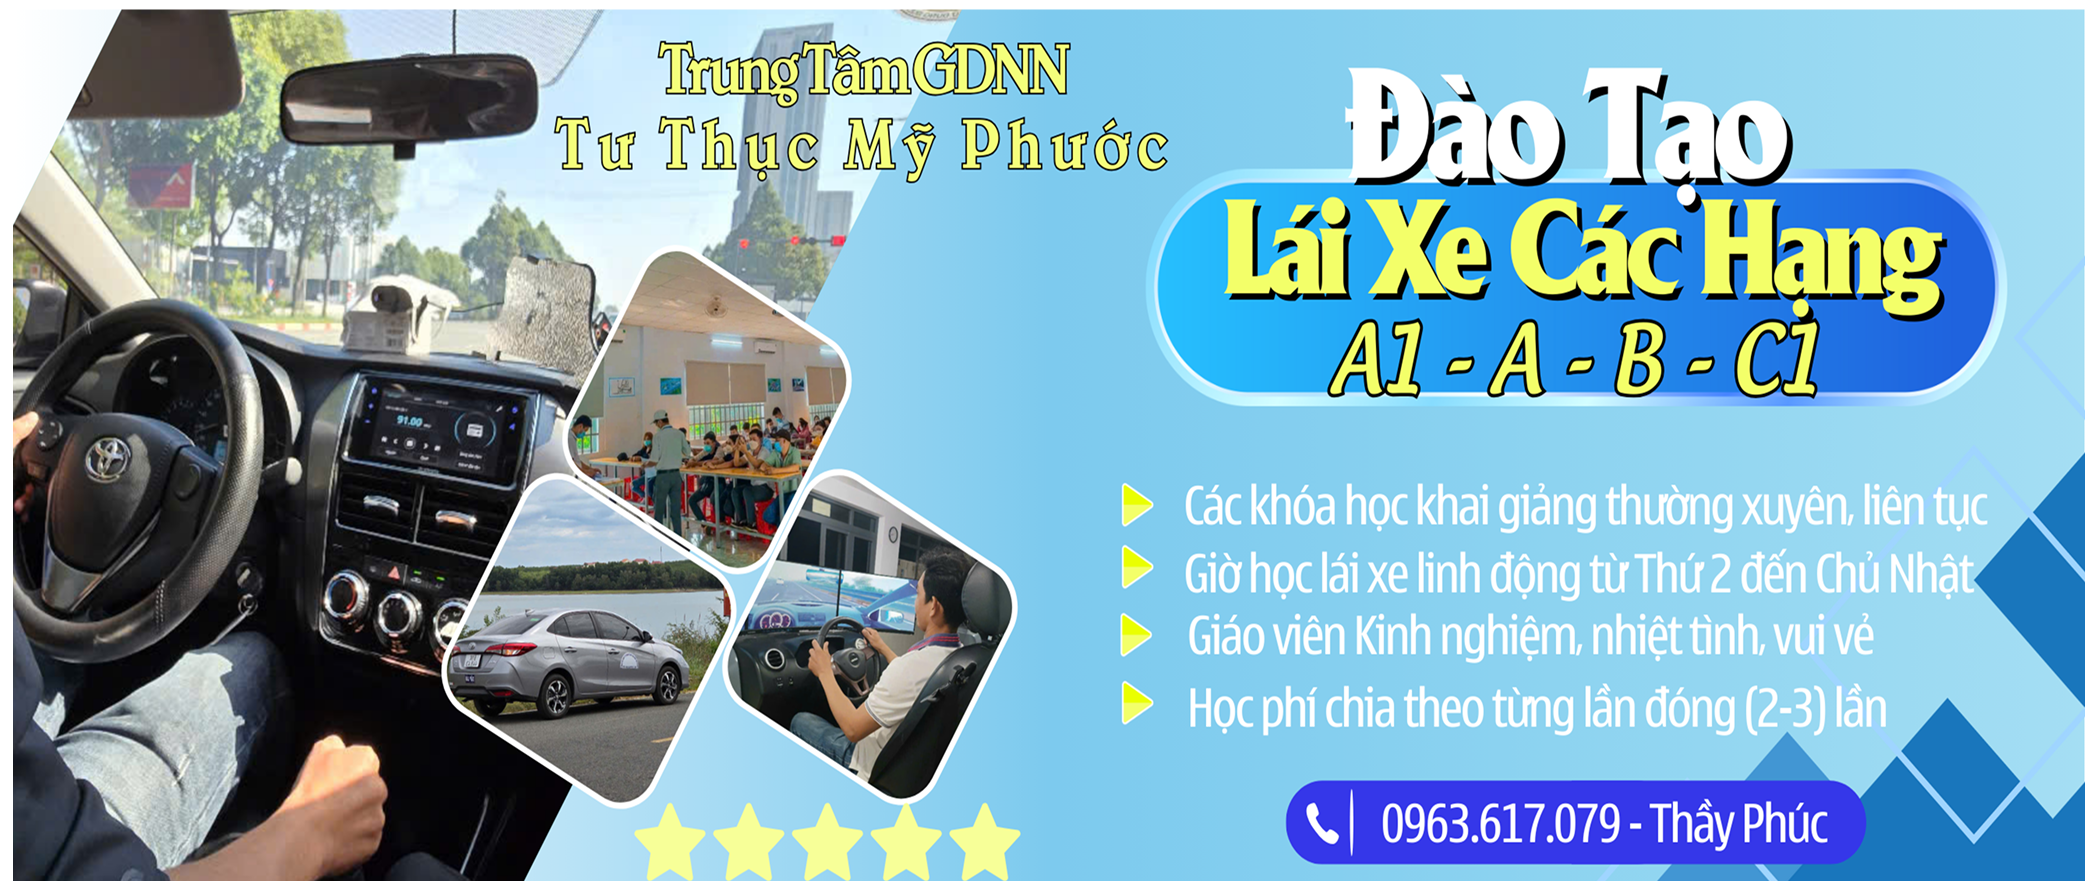 Trung Tâm GDNN
Tư Thục Mỹ Phước
Đào Tạo
Lái Xe Các Hạng
A1 - A - B - C1
Các khóa học khai giảng thường xuyên, liên tục
Giờ học lái xe linh động từ Thứ 2 đến Chủ Nhật
Giáo viên Kinh nghiệm, nhiệt tình, vui vẻ
Học phí chia theo từng lần đóng (2-3) lần
0963.617.079 - Thầy Phúc
91.00